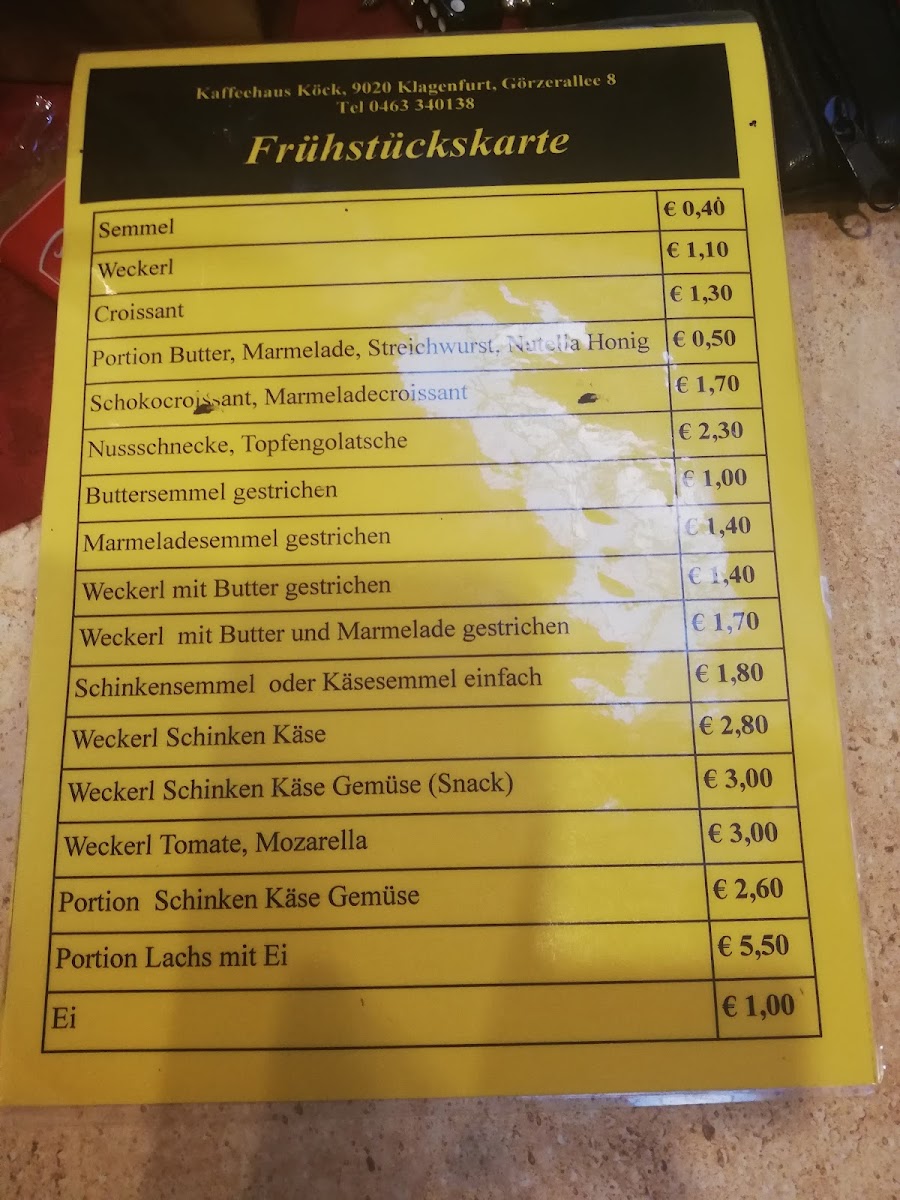 Kaffeehaus Köck, 9020 Klagenfurt, Görzerallee 8
Tel 0463 340138
Frühstückskarte
Semmel € 0,40
Weckerl € 1,10
Croissant € 1,30
Portion Butter, Marmelade, Streichwurst, Nutella Honig € 0,50
Schokocroissant, Marmeladecroissant € 1,70
Nussschnecke, Topfengolatsche € 2,30
Buttersemmel gestrichen € 1,00
Marmeladesemmel gestrichen € 1,40
Weckerl mit Butter gestrichen € 1,40
Weckerl mit Butter und Marmelade gestrichen € 1,70
Schinkensemmel oder Käsesemmel einfach € 1,80
Weckerl Schinken Käse € 2,80
Weckerl Schinken Käse Gemüse (Snack) € 3,00
Weckerl Tomate, Mozarella € 3,00
Portion Schinken Käse Gemüse € 2,60
Portion Lachs mit Ei € 5,50
Ei € 1,00